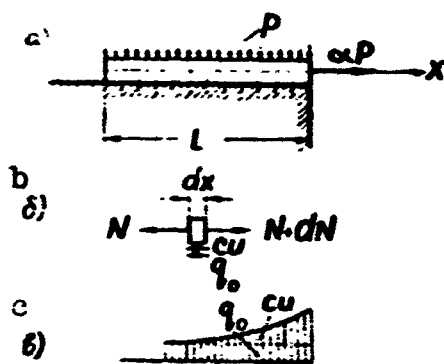 а)
p
αP
X
L
b
б)
dx
N
N+dN
cu
q₀
c
в)
q₀
cu